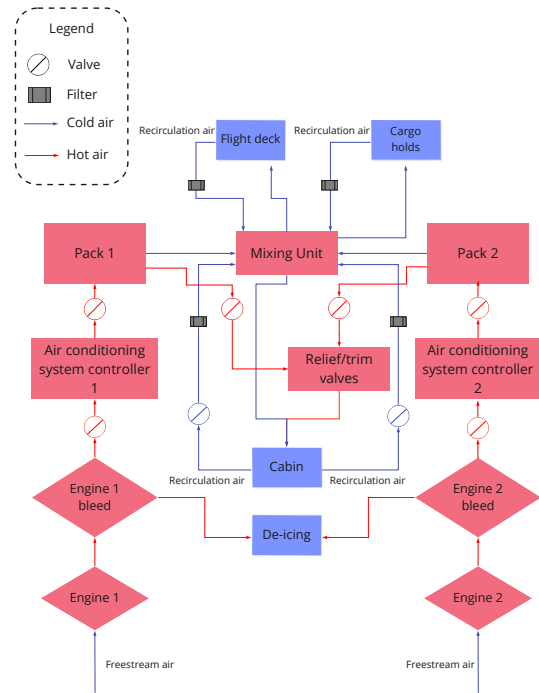 Legend
Valve
Filter
Cold air
Hot air
Recirculation air
Flight deck
Recirculation air
Cargo
holds
Pack 1
Mixing Unit
Pack 2
Air conditioning
system controller
1
Relief/trim
valves
Air conditioning
system controller
2
Cabin
Recirculation air
Recirculation air
Engine 1
bleed
Engine 2
bleed
De-icing
Engine 1
Engine 2
Freestream air
Freestream air